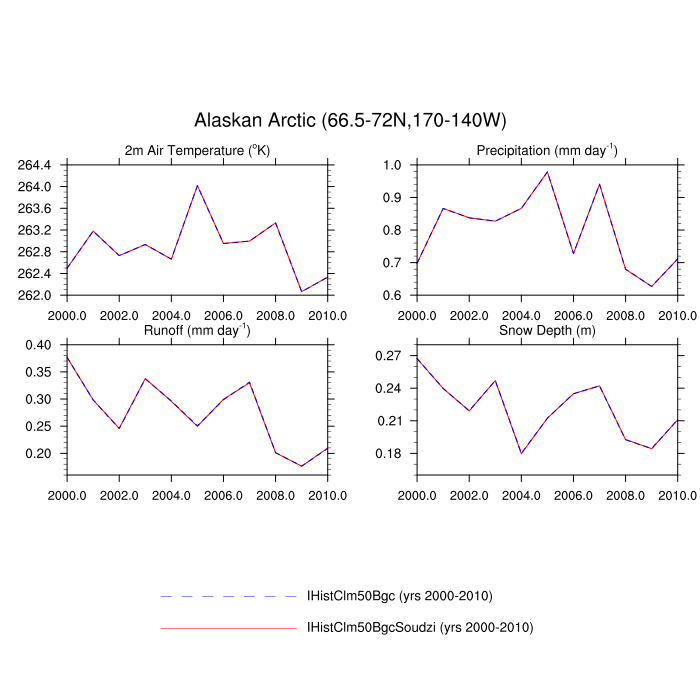 Alaskan Arctic (66.5-72N,170-140W)
2m Air Temperature (°K)
264.4
264.0
263.6
263.2
262.8
262.4
262.0
2000.0 2002.0 2004.0 2006.0 2008.0 2010.0
Precipitation (mm day⁻¹)
1.0
0.9
0.8
0.7
0.6
2000.0 2002.0 2004.0 2006.0 2008.0 2010.0
Runoff (mm day⁻¹)
0.40
0.35
0.30
0.25
0.20
2000.0 2002.0 2004.0 2006.0 2008.0 2010.0
Snow Depth (m)
0.27
0.24
0.21
0.18
2000.0 2002.0 2004.0 2006.0 2008.0 2010.0
IHistClm50Bgc (yrs 2000-2010)
IHistClm50BgcSoudzi (yrs 2000-2010)